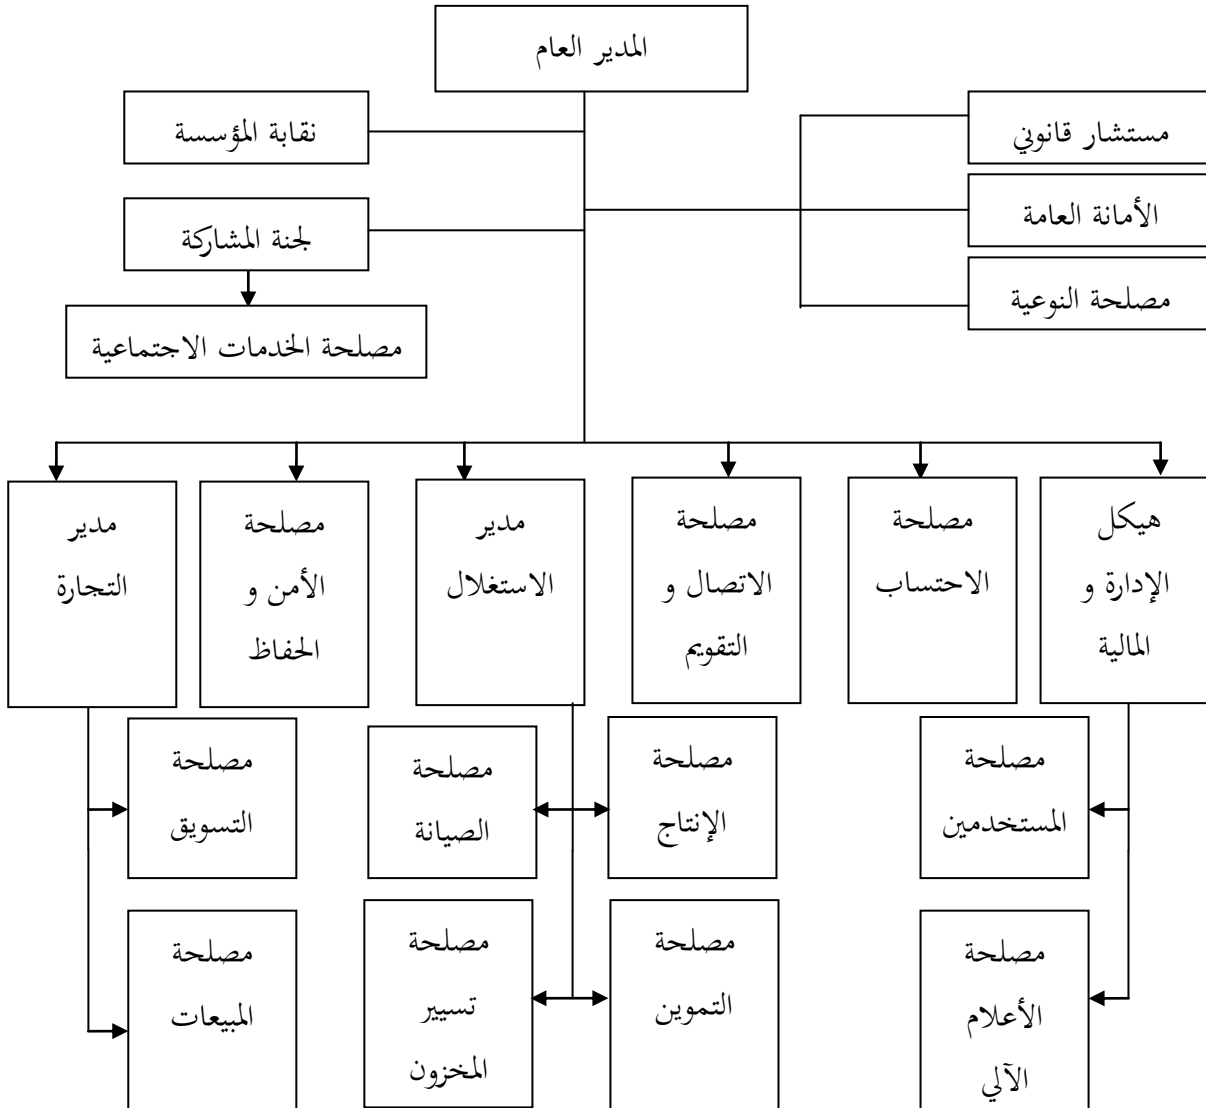 المدير العام
مستشار قانوني
نقابة المؤسسة
الأمانة العامة
لجنة المشاركة
مصلحة النوعية
مصلحة الخدمات الاجتماعية
هيكل
الإدارة و
المالية
مصلحة
الاحتساب
مصلحة
الاتصال و
التقويم
مدير
الاستغلال
مصلحة
الأمن و
الحفاظ
مدير
التجارة
مصلحة
المستخدمين
مصلحة
الإنتاج
مصلحة
الصيانة
مصلحة
التسويق
مصلحة
الأعلام
الآلي
مصلحة
التموين
مصلحة
تسيير
المخزون
مصلحة
المبيعات